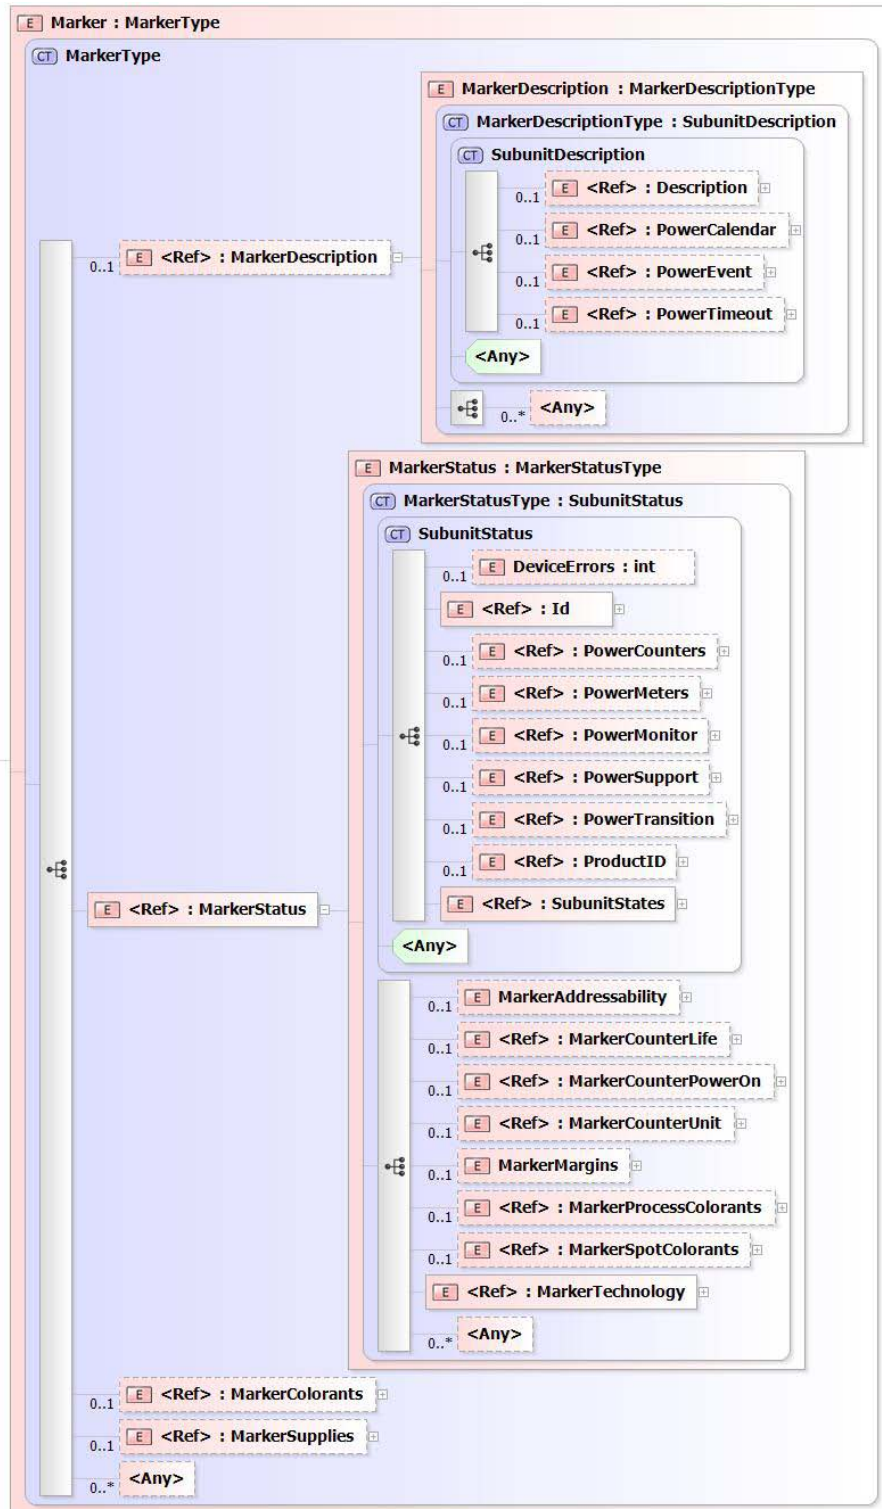 E Marker : MarkerType
CT MarkerType
E MarkerDescription : MarkerDescriptionType
CT MarkerDescriptionType : SubunitDescription
CT SubunitDescription
0..1 E <Ref> : Description
0..1 E <Ref> : PowerCalendar
0..1 E <Ref> : MarkerDescription
0..1 E <Ref> : PowerEvent
0..1 E <Ref> : PowerTimeout
<Any>
0..* <Any>
E MarkerStatus : MarkerStatusType
CT MarkerStatusType : SubunitStatus
CT SubunitStatus
0..1 E DeviceErrors : int
E <Ref> : Id
0..1 E <Ref> : PowerCounters
0..1 E <Ref> : PowerMeters
0..1 E <Ref> : PowerMonitor
0..1 E <Ref> : PowerSupport
0..1 E <Ref> : PowerTransition
0..1 E <Ref> : ProductID
E <Ref> : SubunitStates
E <Ref> : MarkerStatus
<Any>
0..1 E MarkerAddressability
0..1 E <Ref> : MarkerCounterLife
0..1 E <Ref> : MarkerCounterPowerOn
0..1 E <Ref> : MarkerCounterUnit
0..1 E MarkerMargins
0..1 E <Ref> : MarkerProcessColorants
0..1 E <Ref> : MarkerSpotColorants
E <Ref> : MarkerTechnology
0..* <Any>
0..1 E <Ref> : MarkerColorants
0..1 E <Ref> : MarkerSupplies
0..* <Any>